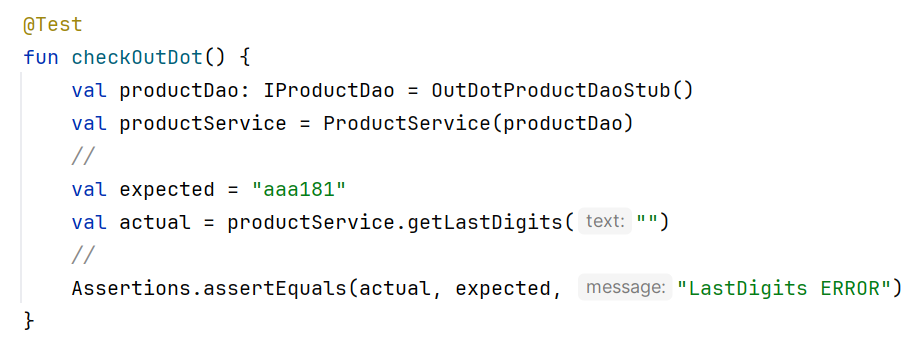 @Test
fun checkOutDot() {
    val productDao: IProductDao = OutDotProductDaoStub()
    val productService = ProductService(productDao)
    //
    val expected = "aaa181"
    val actual = productService.getLastDigits( text: "")
    //
    Assertions.assertEquals(actual, expected, message: "LastDigits ERROR")
}